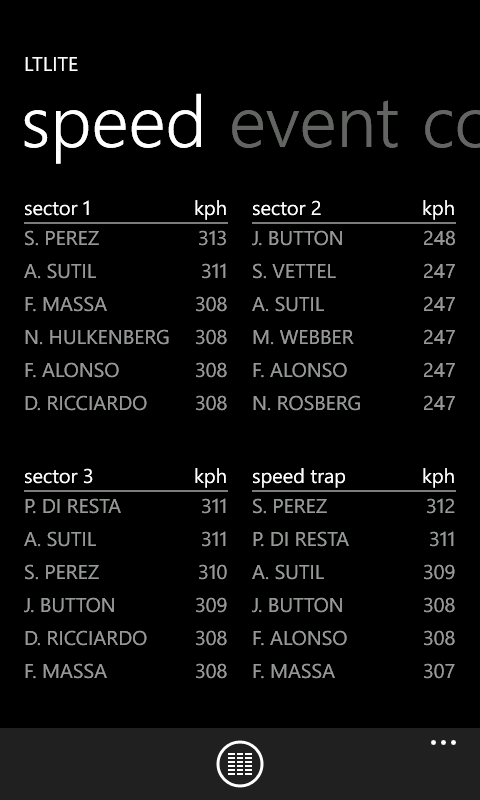 LTLITE
speed event co
sector 1 kph
S. PEREZ 313
A. SUTIL 311
F. MASSA 308
N. HULKENBERG 308
F. ALONSO 308
D. RICCIARDO 308
sector 2 kph
J. BUTTON 248
S. VETTEL 247
A. SUTIL 247
M. WEBBER 247
F. ALONSO 247
N. ROSBERG 247
sector 3 kph
P. DI RESTA 311
A. SUTIL 311
S. PEREZ 310
J. BUTTON 309
D. RICCIARDO 308
F. MASSA 308
speed trap kph
S. PEREZ 312
P. DI RESTA 311
A. SUTIL 309
J. BUTTON 308
F. ALONSO 308
F. MASSA 307